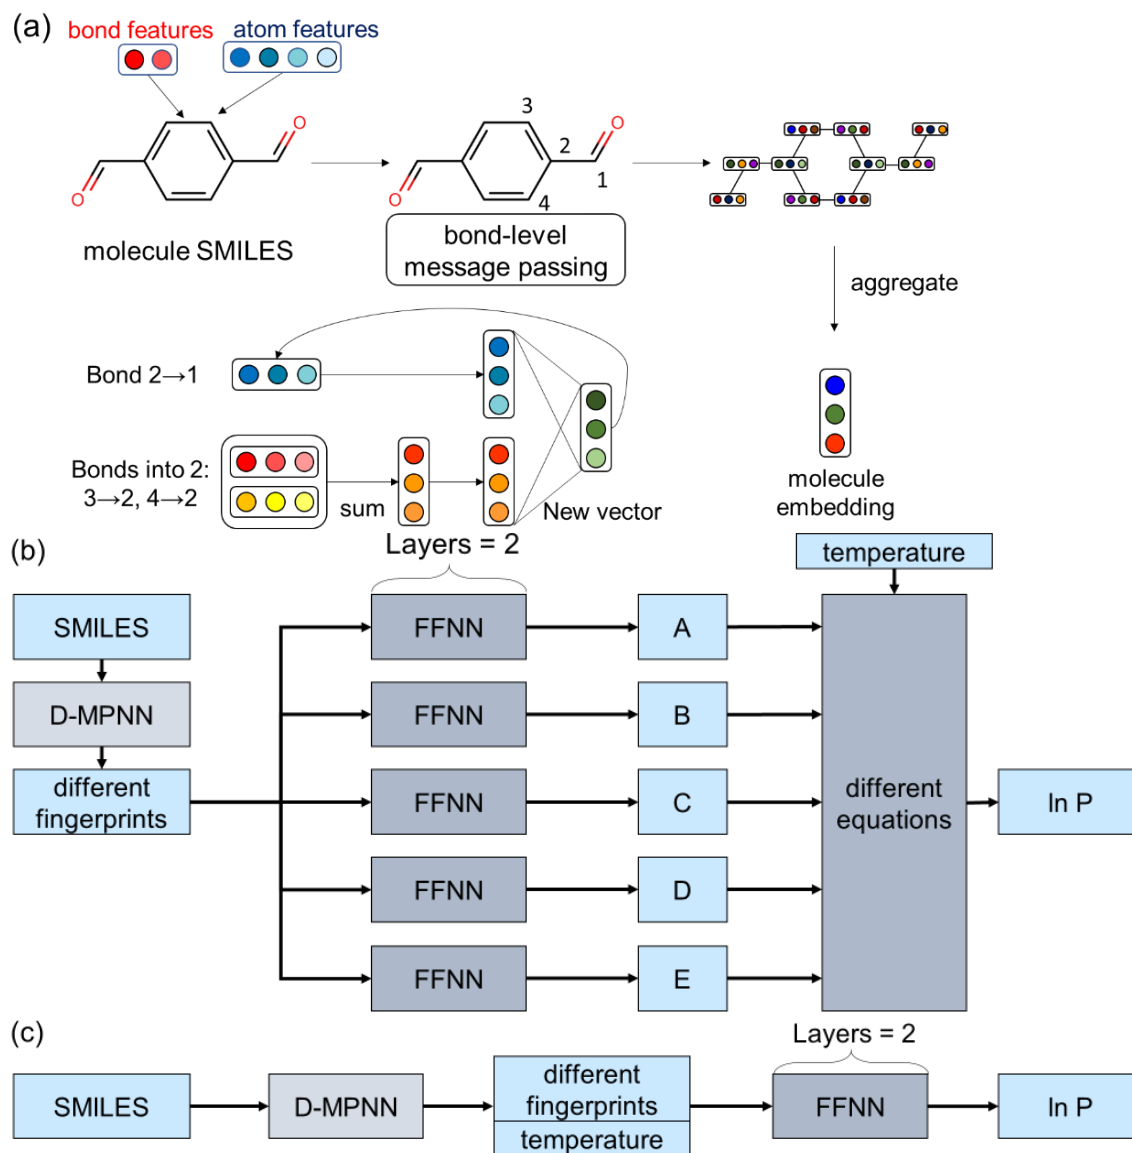 (a)
bond features
atom features
O
O
molecule SMILES
O
O
3
2
1
4
bond-level
message passing
aggregate
Bond 2→1
Bonds into 2:
3→2, 4→2
sum
New vector
molecule
embedding
(b)
Layers = 2
temperature
SMILES
D-MPNN
different
fingerprints
FFNN
A
FFNN
B
FFNN
C
FFNN
D
FFNN
E
different
equations
ln P
(c)
Layers = 2
SMILES
D-MPNN
different
fingerprints
temperature
FFNN
ln P